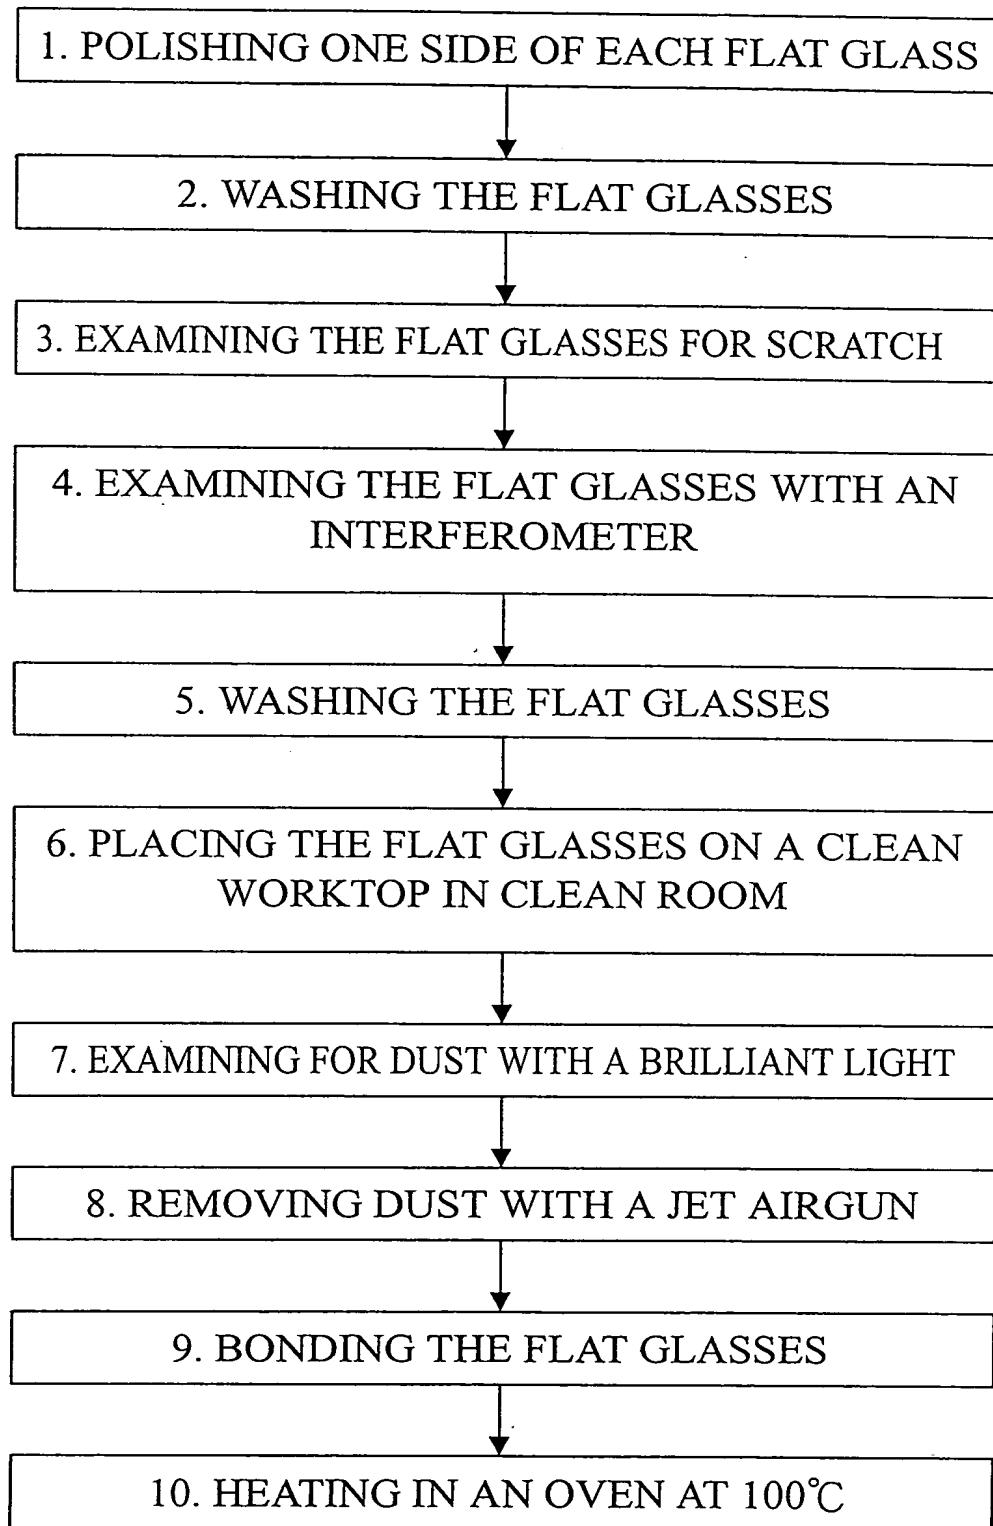 1. POLISHING ONE SIDE OF EACH FLAT GLASS
2. WASHING THE FLAT GLASSES
3. EXAMINING THE FLAT GLASSES FOR SCRATCH
4. EXAMINING THE FLAT GLASSES WITH AN
INTERFEROMETER
5. WASHING THE FLAT GLASSES
6. PLACING THE FLAT GLASSES ON A CLEAN
WORKTOP IN CLEAN ROOM
7. EXAMINING FOR DUST WITH A BRILLIANT LIGHT
8. REMOVING DUST WITH A JET AIRGUN
9. BONDING THE FLAT GLASSES
10. HEATING IN AN OVEN AT 100℃